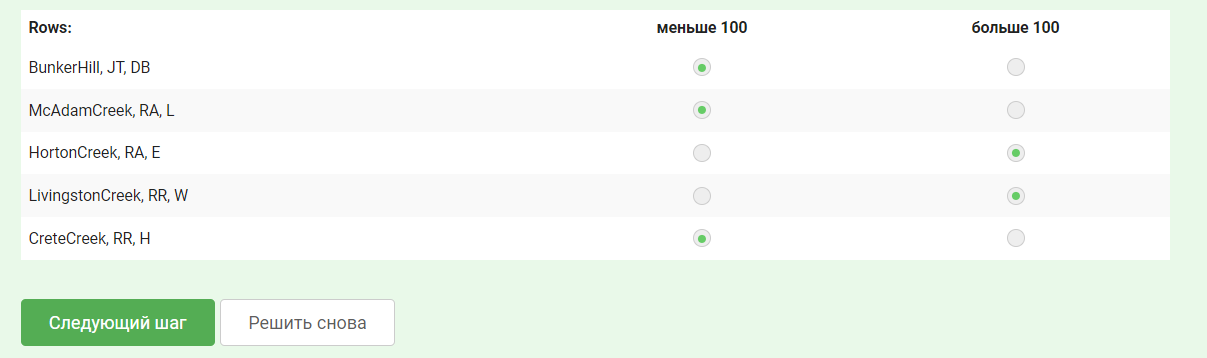 Rows: меньше 100 больше 100
BunkerHill, JT, DB
McAdamCreek, RA, L
HortonCreek, RA, E
LivingstonCreek, RR, W
CreteCreek, RR, H
Следующий шаг Решить снова